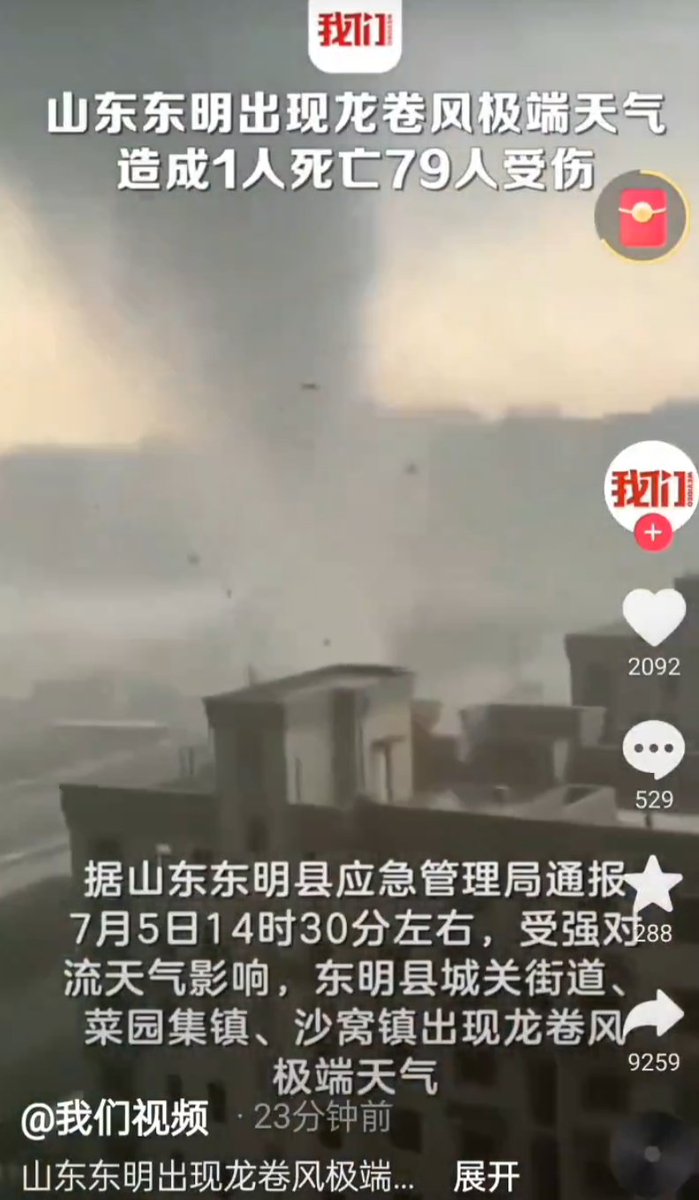 我们
山东东明出现龙卷风极端天气
造成1人死亡79人受伤
我们
2092
529
据山东东明县应急管理局通报
7月5日14时30分左右，受强对
288
流天气影响，东明县城关街道、
菜园集镇、沙窝镇出现龙卷风
9259
极端天气
@我们视频 · 23分钟前
山东东明出现龙卷风极端... 展开